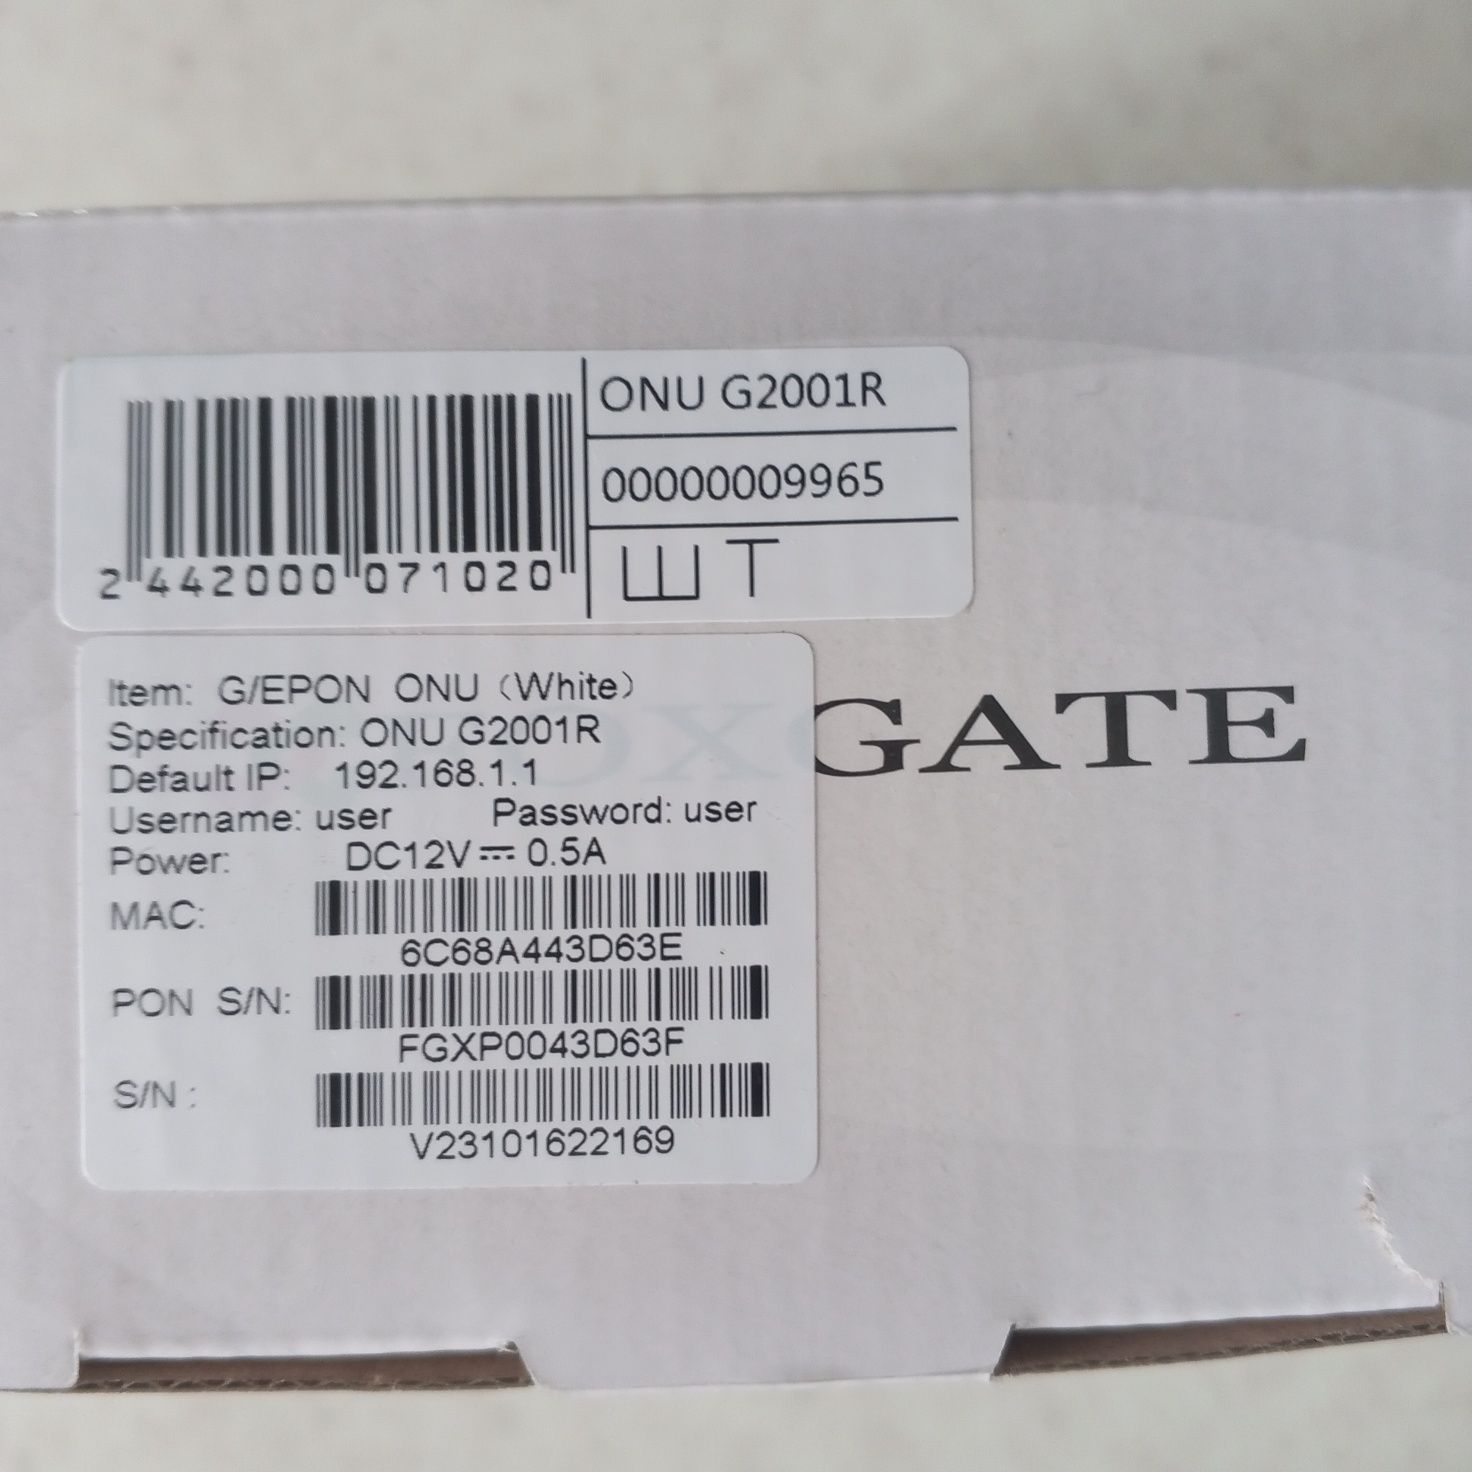 ONU G2001R
00000009965
ШТ
2 442000 071020
Item: G/EPON ONU (White)
Specification: ONU G2001R
Default IP: 192.168.1.1
Username: user Password: user
Power: DC12V⎓0.5A
MAC:
6C68A443D63E
PON S/N:
FGXP0043D63F
S/N :
V23101622169
OXGATE